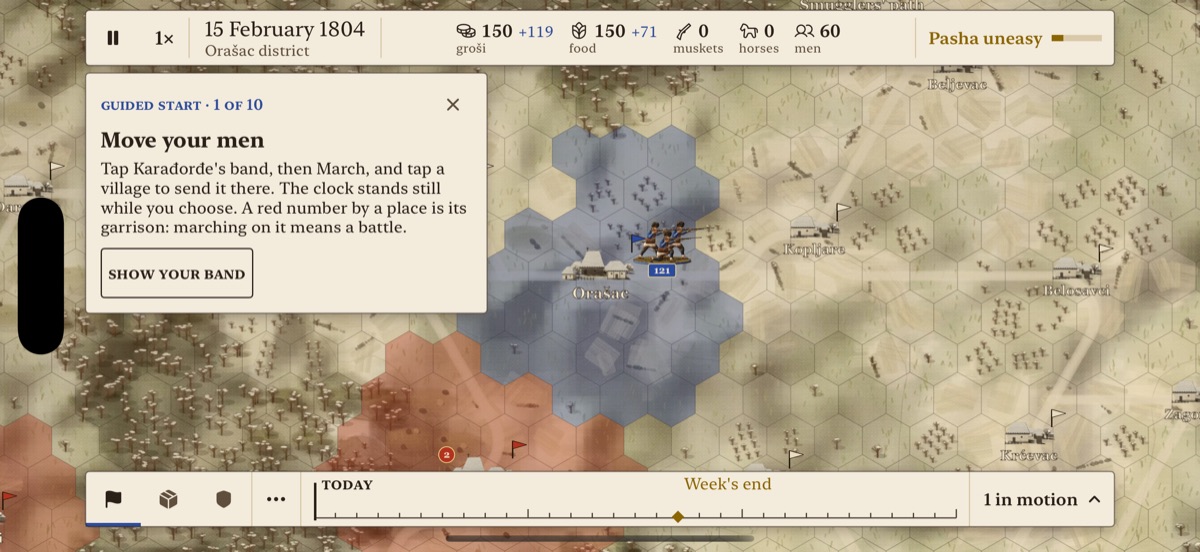 Smugglers' path
1×
15 February 1804
Orašac district
150 +119
groši
150 +71
food
0
muskets
0
horses
60
men
Pasha uneasy
GUIDED START · 1 OF 10
Move your men
Tap Karađorđe's band, then March, and tap a
village to send it there. The clock stands still
while you choose. A red number by a place is its
garrison: marching on it means a battle.
SHOW YOUR BAND
Beljevac
Kopljare
121
Orašac
Belosavci
Krčevac
2
TODAY
Week's end
1 in motion